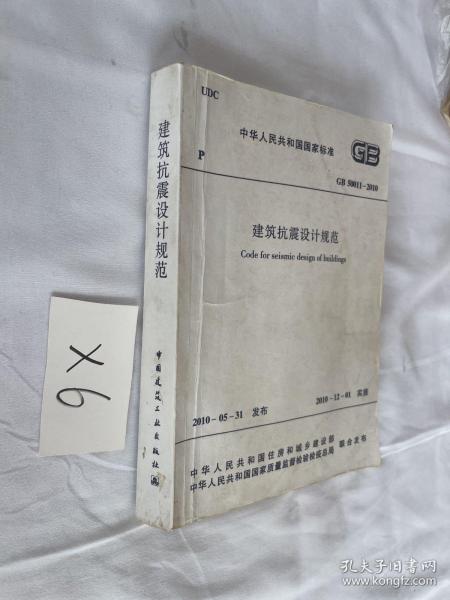 UDC
中华人民共和国国家标准
GB
P
GB 50011-2010
建筑抗震设计规范
Code for seismic design of buildings
2010-05-31 发布
2010-12-01 实施
中华人民共和国住房和城乡建设部
中华人民共和国国家质量监督检验检疫总局
联合发布
建筑抗震设计规范
中国建筑工业出版社
X6
孔夫子旧书网
www.kongfz.com